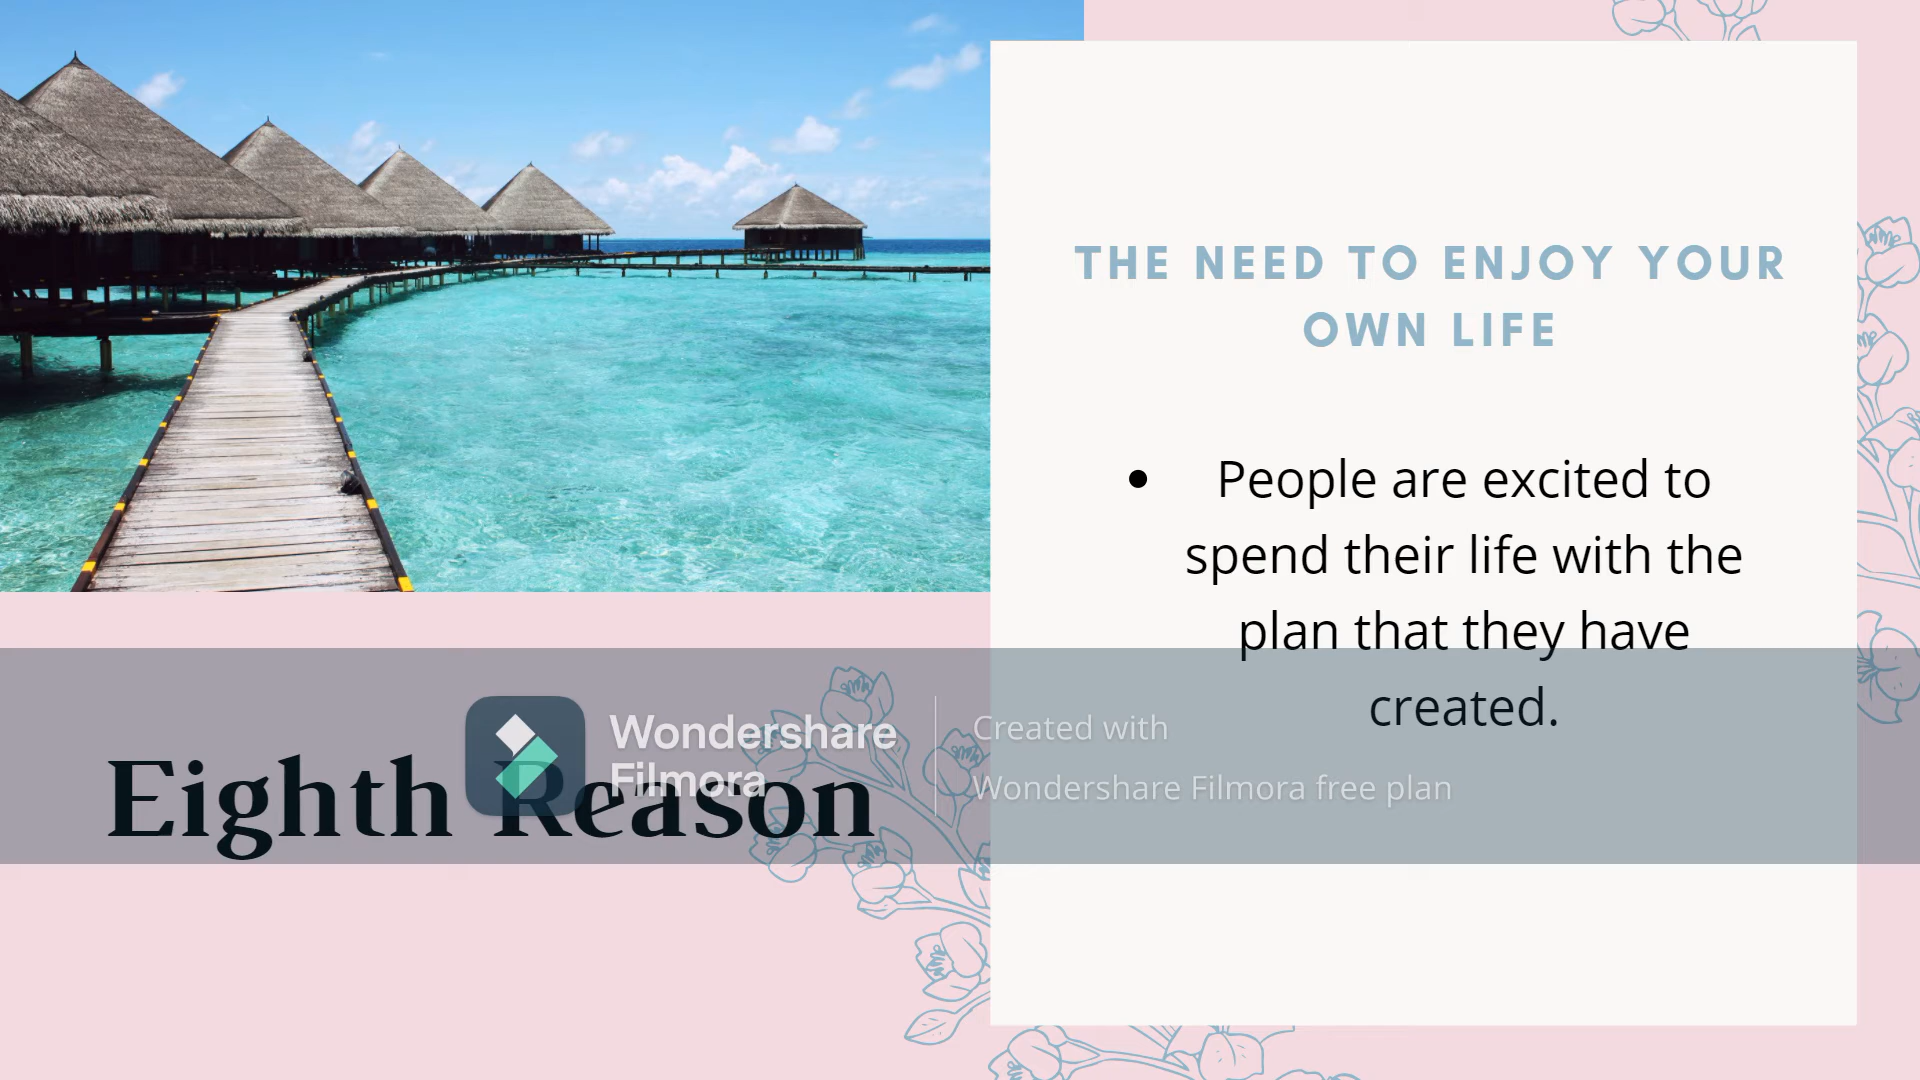 THE NEED TO ENJOY YOUR
OWN LIFE
• People are excited to
spend their life with the
plan that they have
created.
Eighth Reason
Wondershare
Filmora
Created with
Wondershare Filmora free plan